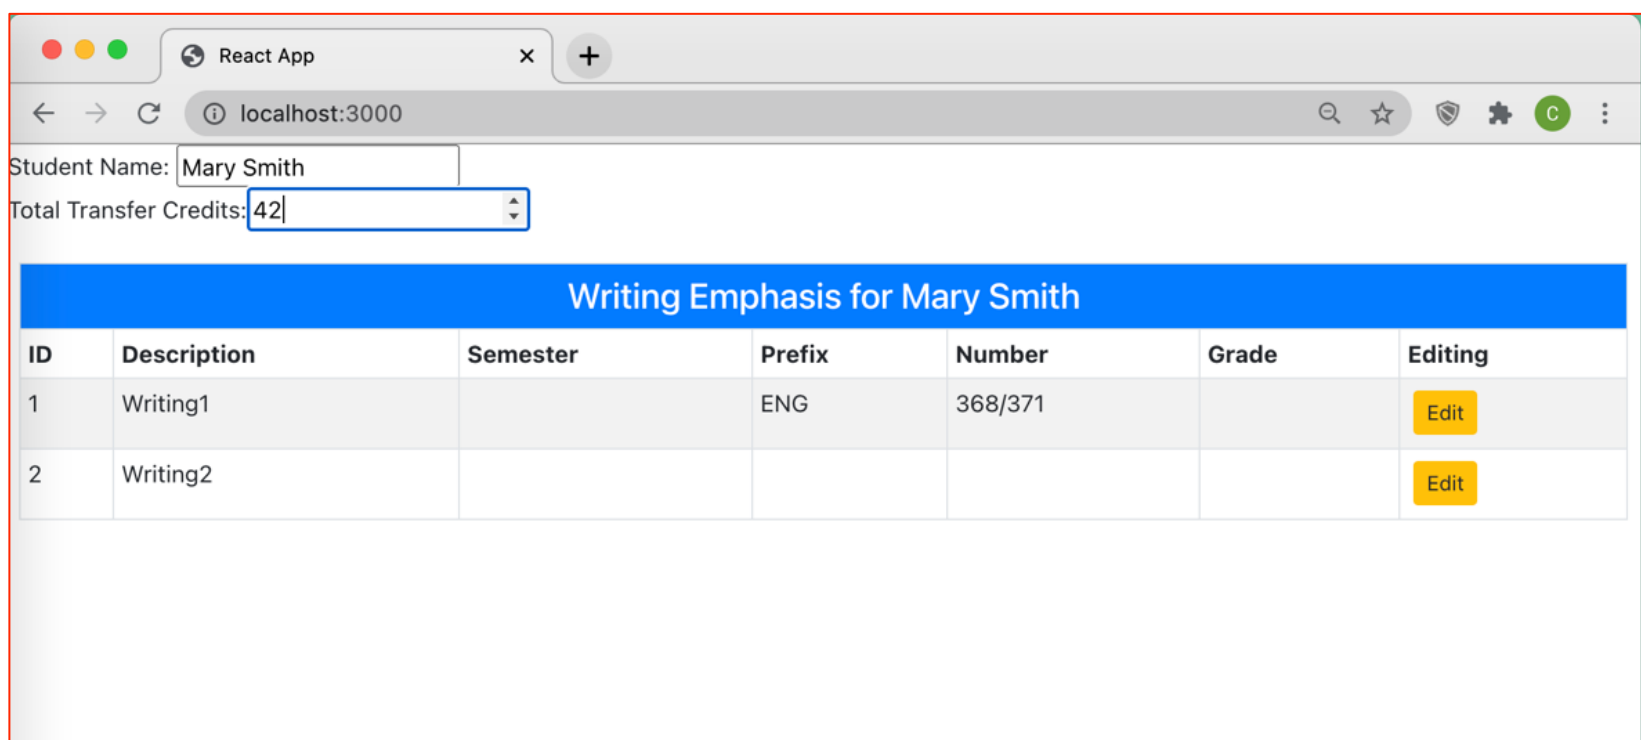 React App
localhost:3000
C
Student Name: Mary Smith
Total Transfer Credits: 42
Writing Emphasis for Mary Smith
ID Description Semester Prefix Number Grade Editing
1 Writing1 ENG 368/371 Edit
2 Writing2 Edit